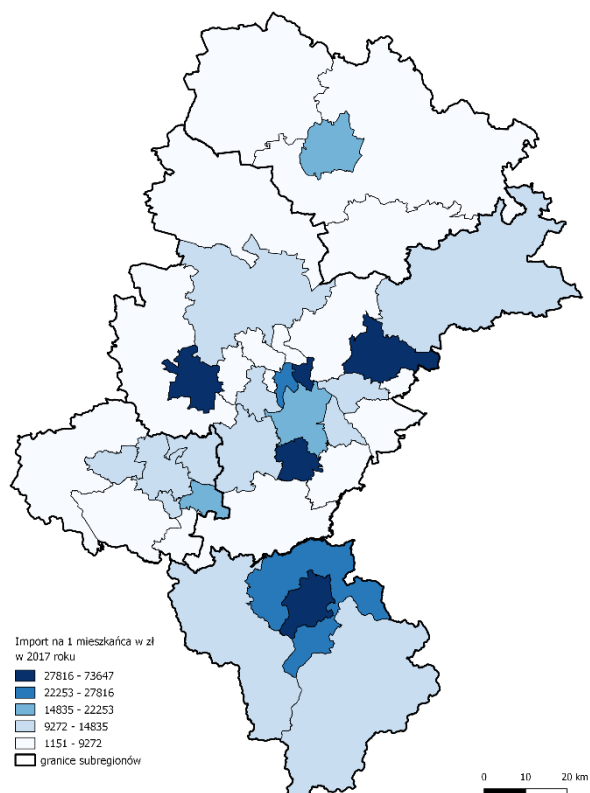 Import na 1 mieszkańca w zł
w 2017 roku
27816 - 73647
22253 - 27816
14835 - 22253
9272 - 14835
1151 - 9272
granice subregionów
0 10 20 km